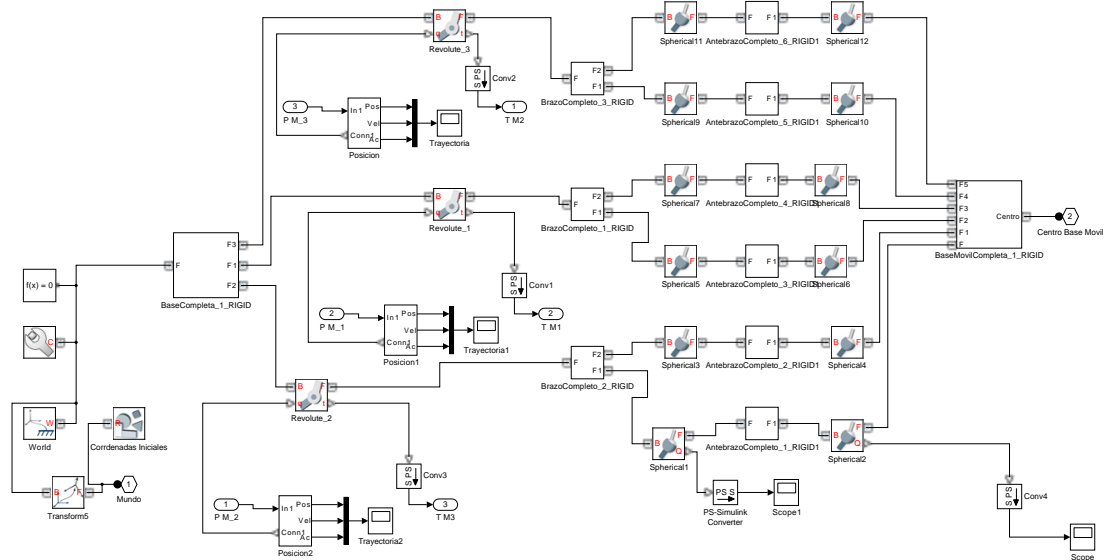 B F
q t
Revolute_3
S PS
Conv2
1
T M2
3
P M_3
In1 Pos
Vel
Conn1 Ac
Posicion
Trayectoria
F F2
F1
BrazoCompleto_3_RIGID
B F
Spherical11
F F1
AntebrazoCompleto_6_RIGID1
B F
Spherical12
B F
Spherical9
F F1
AntebrazoCompleto_5_RIGID1
B F
Spherical10
B F
q t
Revolute_1
F F2
F1
BrazoCompleto_1_RIGID
B F
Spherical7
F F1
AntebrazoCompleto_4_RIGID1
B F
Spherical8
F5
F4
F3
F2
F1
F
Centro
BaseMovilCompleta_1_RIGID
2
Centro Base Movil
B F
Spherical5
F F1
AntebrazoCompleto_3_RIGID1
B F
Spherical6
F F3
F1
F2
BaseCompleta_1_RIGID
f(x) = 0
C
S PS
Conv1
2
T M1
2
P M_1
In1 Pos
Vel
Conn1 Ac
Posicion1
Trayectoria1
F F2
F1
BrazoCompleto_2_RIGID
B F
Spherical3
F F1
AntebrazoCompleto_2_RIGID1
B F
Spherical4
B F
q t
Revolute_2
W
World
R
Corrdenadas Iniciales
B F
Transform5
1
Mundo
B F
Q
Spherical1
F F1
AntebrazoCompleto_1_RIGID1
B F
Q
Spherical2
S PS
Conv3
3
T M3
1
P M_2
In1 Pos
Vel
Conn1 Ac
Posicion2
Trayectoria2
PS S
PS-Simulink
Converter
Scope1
S PS
Conv4
Scope